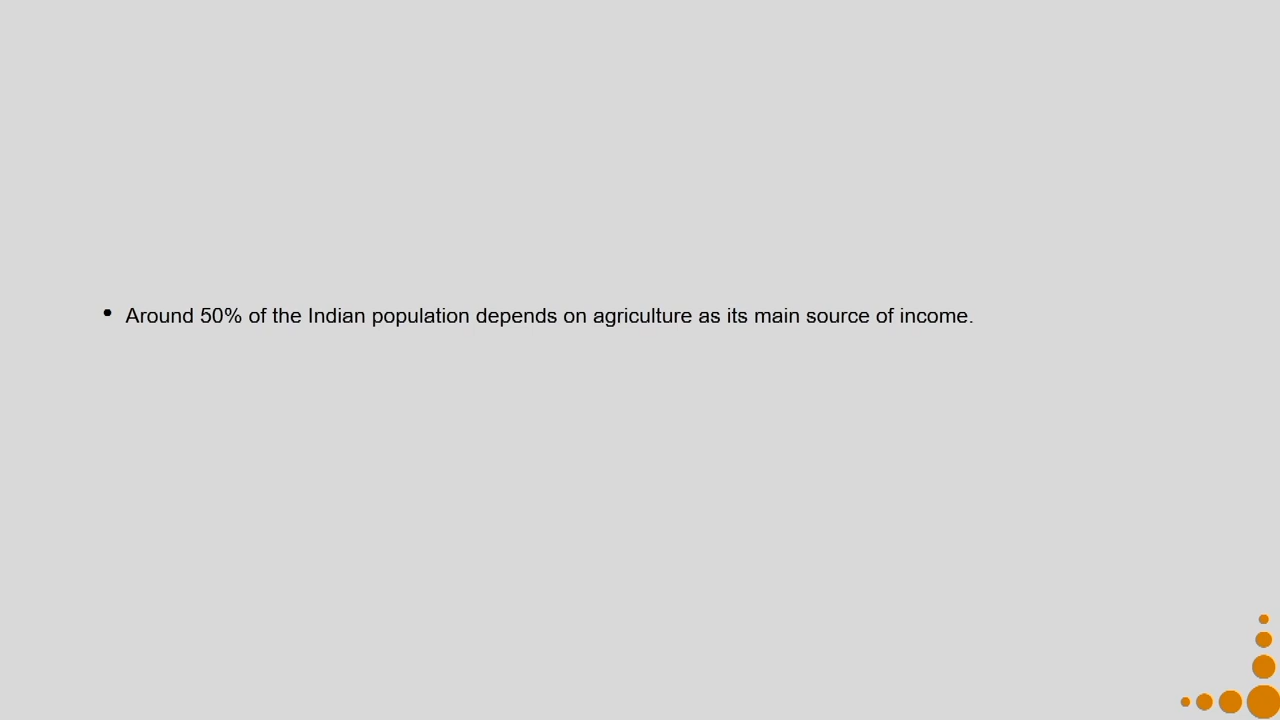 • Around 50% of the Indian population depends on agriculture as its main source of income.